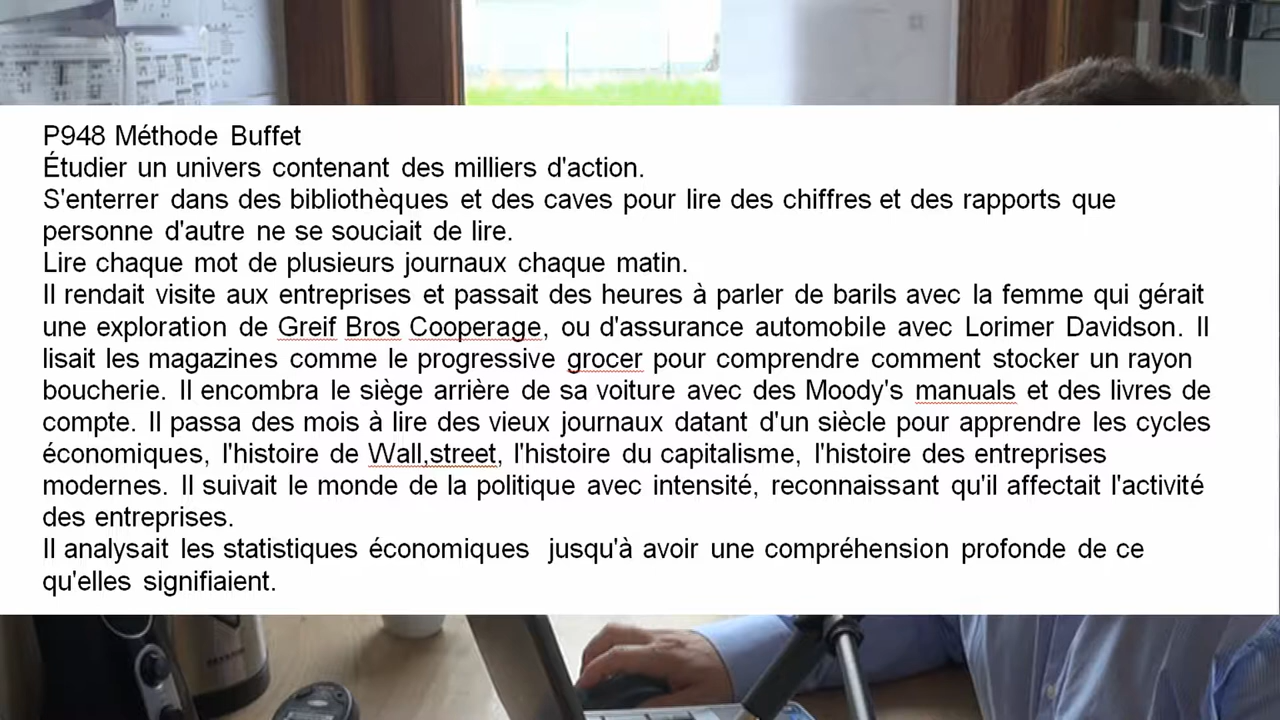 P948 Méthode Buffet
Étudier un univers contenant des milliers d'action.
S'enterrer dans des bibliothèques et des caves pour lire des chiffres et des rapports que
personne d'autre ne se souciait de lire.
Lire chaque mot de plusieurs journaux chaque matin.
Il rendait visite aux entreprises et passait des heures à parler de barils avec la femme qui gérait
une exploration de Greif Bros Cooperage, ou d'assurance automobile avec Lorimer Davidson. Il
lisait les magazines comme le progressive grocer pour comprendre comment stocker un rayon
boucherie. Il encombra le siège arrière de sa voiture avec des Moody's manuals et des livres de
compte. Il passa des mois à lire des vieux journaux datant d'un siècle pour apprendre les cycles
économiques, l'histoire de Wall,street, l'histoire du capitalisme, l'histoire des entreprises
modernes. Il suivait le monde de la politique avec intensité, reconnaissant qu'il affectait l'activité
des entreprises.
Il analysait les statistiques économiques jusqu'à avoir une compréhension profonde de ce
qu'elles signifiaient.